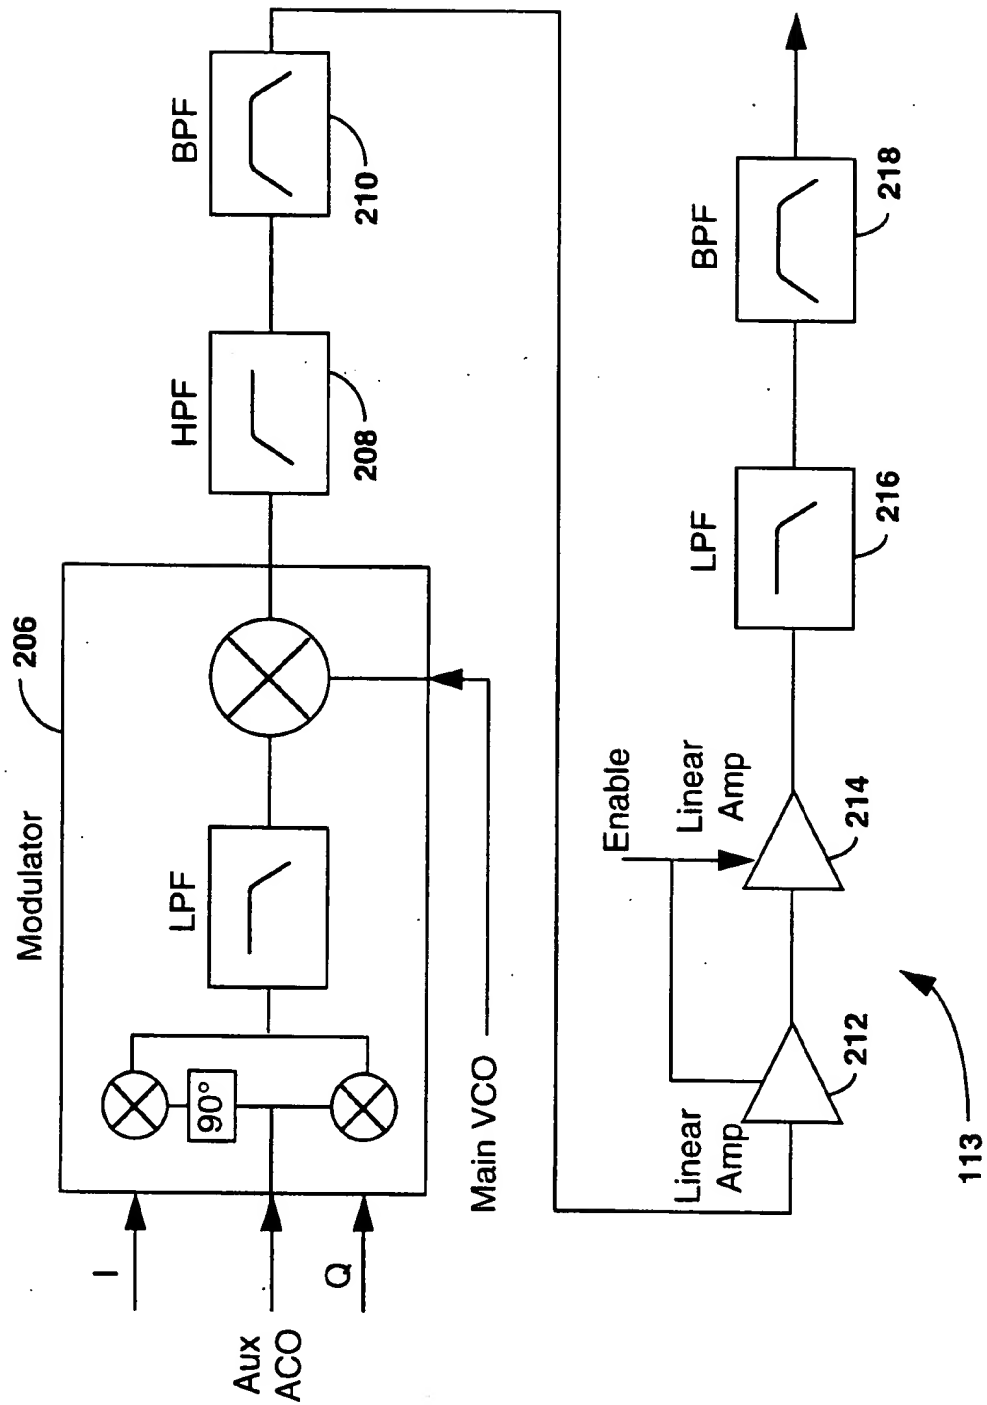 Modulator
206
I
Aux
ACO
Q
90°
LPF
Main VCO
HPF
208
BPF
210
Linear
Amp
212
Enable
Linear
Amp
214
LPF
216
BPF
218
113